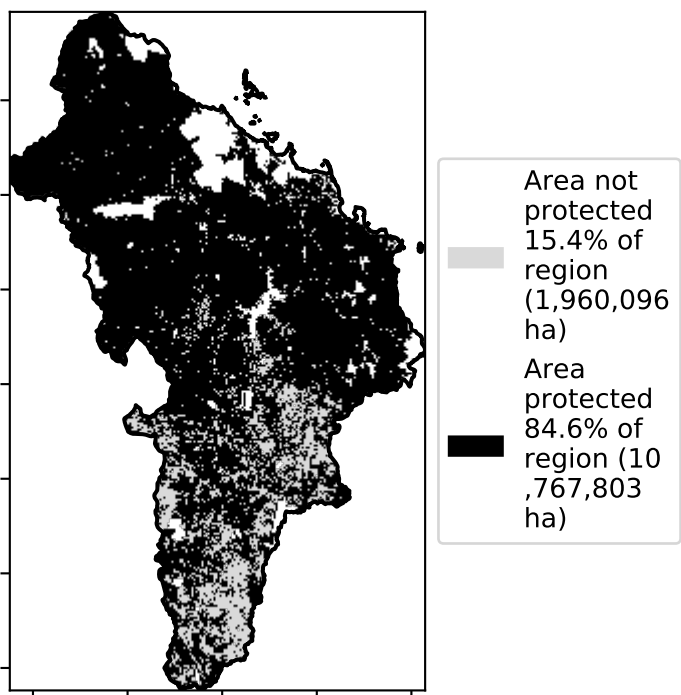 Area not
protected
15.4% of
region
(1,960,096
ha)
Area
protected
84.6% of
region (10
,767,803
ha)